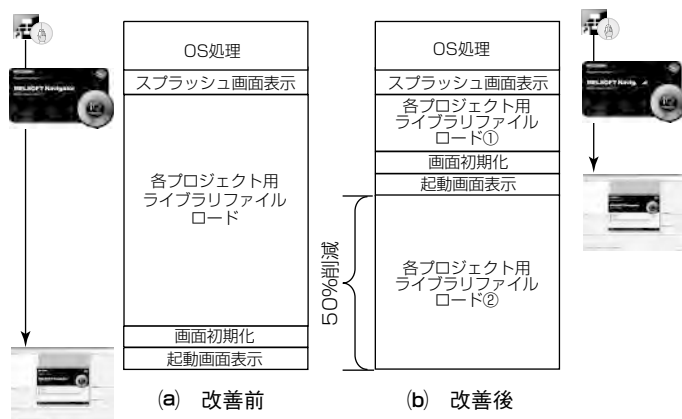 OS処理
スプラッシュ画面表示
各プロジェクト用
ライブラリファイル
ロード
画面初期化
起動画面表示
(a) 改善前
MELSOFT Navigator
OS処理
スプラッシュ画面表示
各プロジェクト用
ライブラリファイル
ロード①
画面初期化
起動画面表示
50%削減
各プロジェクト用
ライブラリファイル
ロード②
(b) 改善後
MELSOFT Navig